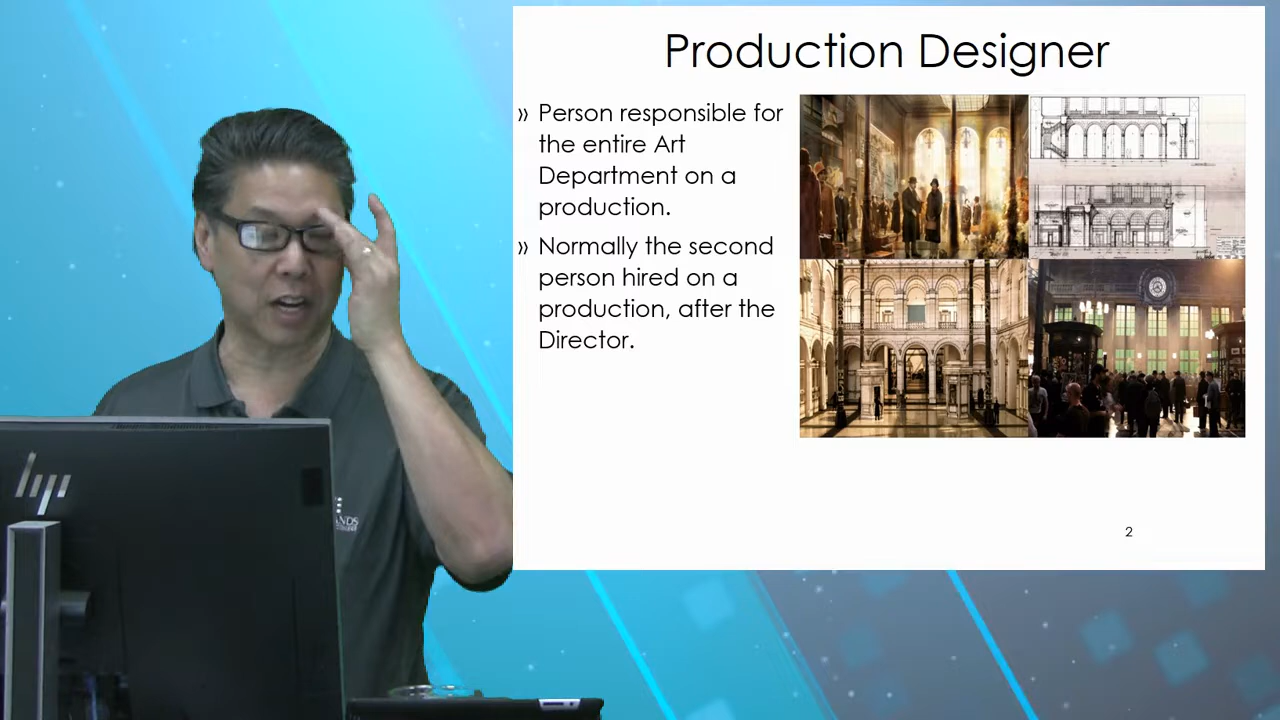 Production Designer
» Person responsible for
the entire Art
Department on a
production.
» Normally the second
person hired on a
production, after the
Director.
2
hp